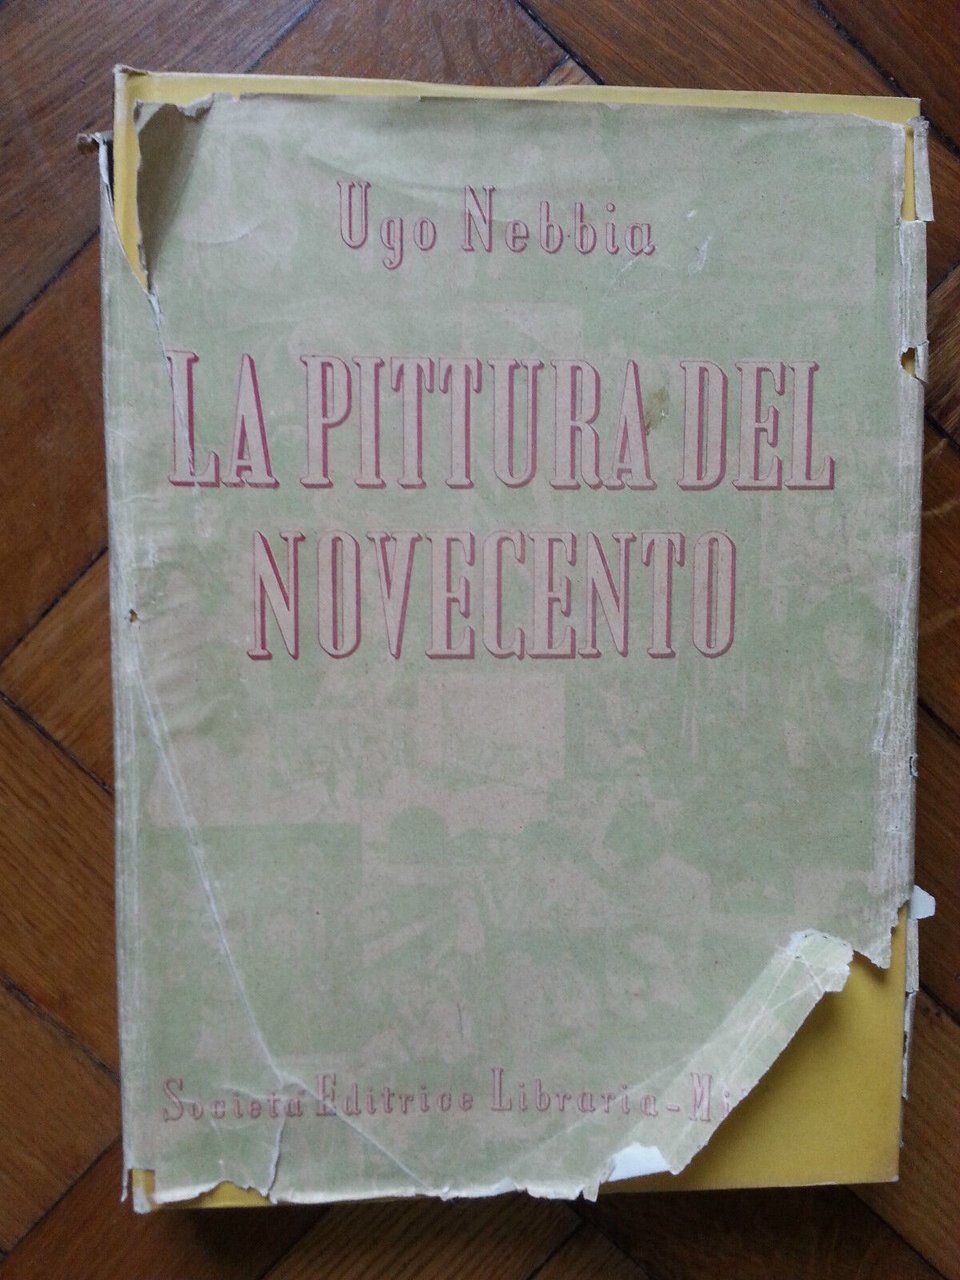 Ugo Nebbia
LA PITTURA DEL
NOVECENTO
Società Editrice Libraria -